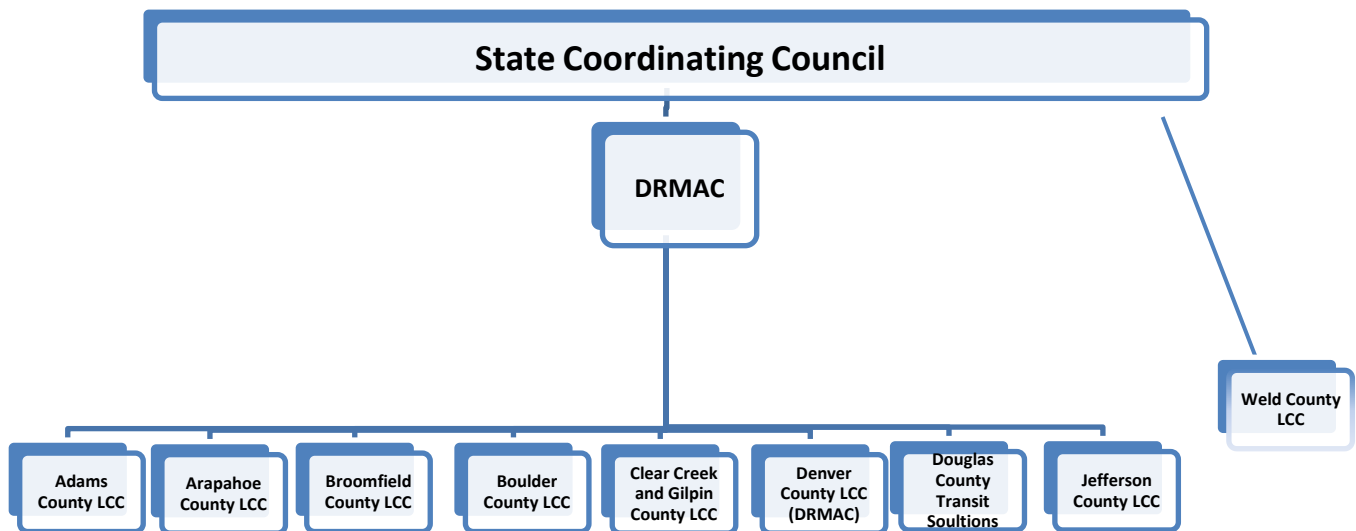 State Coordinating Council
DRMAC
Weld County
LCC
Adams
County LCC
Arapahoe
County LCC
Broomfield
County LCC
Boulder
County LCC
Clear Creek
and Gilpin
County LCC
Denver
County LCC
(DRMAC)
Douglas
County
Transit
Soultions
Jefferson
County LCC